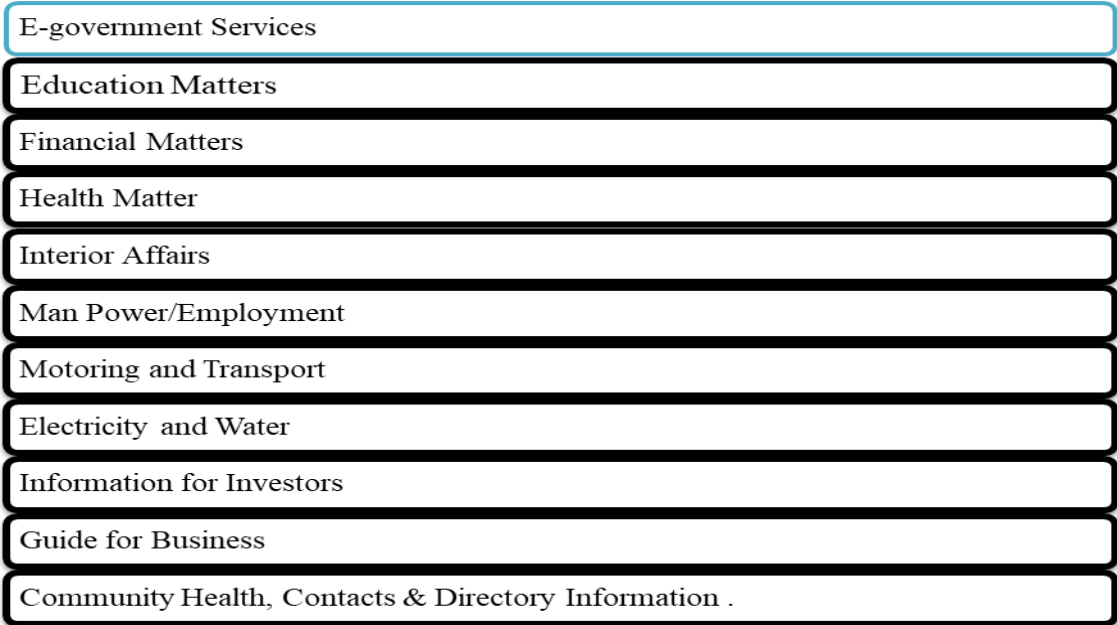 E-government Services
Education Matters
Financial Matters
Health Matter
Interior Affairs
Man Power/Employment
Motoring and Transport
Electricity and Water
Information for Investors
Guide for Business
Community Health, Contacts & Directory Information .